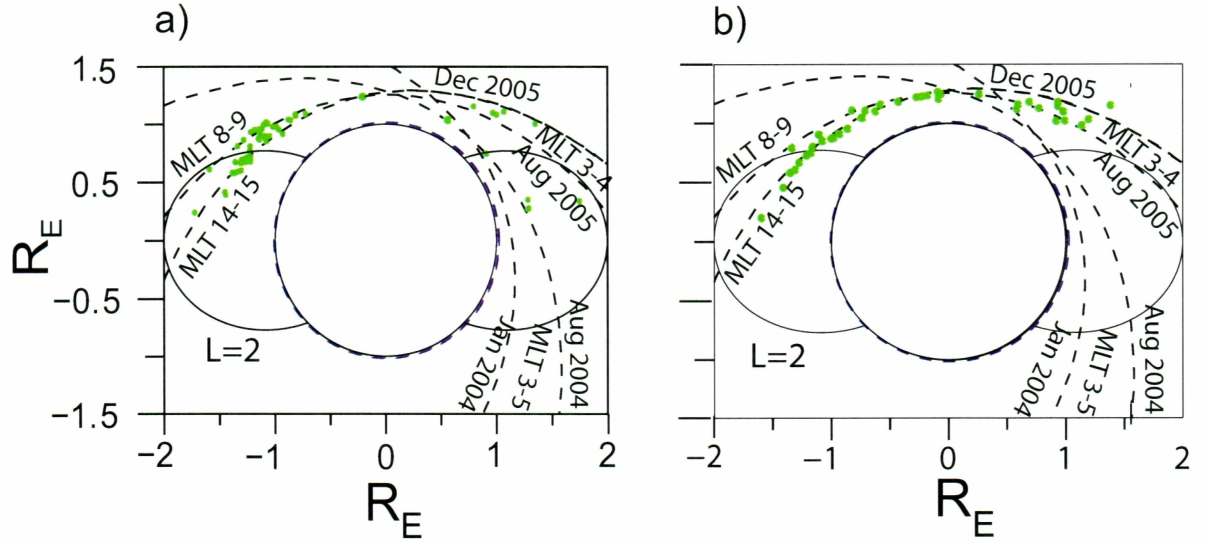 a)
1.5
0.5
−0.5
−1.5
R_E
−2
−1
0
1
2
R_E
Dec 2005
MLT 8-9
MLT 3-4
Aug 2005
MLT 14-15
L=2
Jan 2004
MLT 3-5
Aug 2004
b)
−2
−1
0
1
2
R_E
Dec 2005
MLT 8-9
MLT 3-4
Aug 2005
MLT 14-15
L=2
Jan 2004
MLT 3-5
Aug 2004